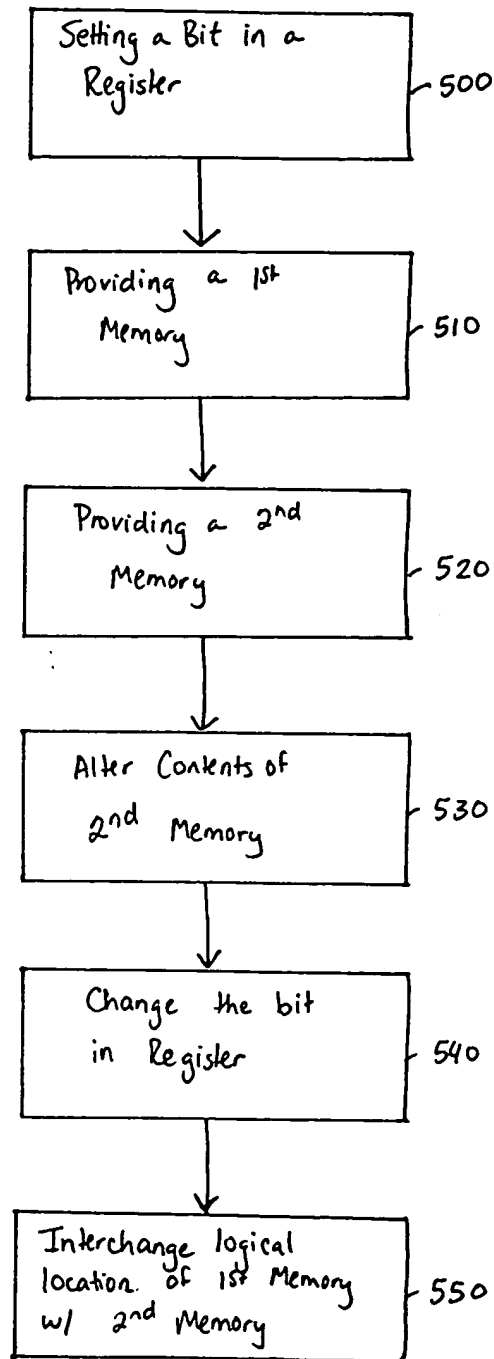 Setting a Bit in a
Register
500
Providing a 1st
Memory
510
Providing a 2nd
Memory
520
Alter Contents of
2nd Memory
530
Change the bit
in Register
540
Interchange logical
location. of 1st Memory
w/ 2nd Memory
550